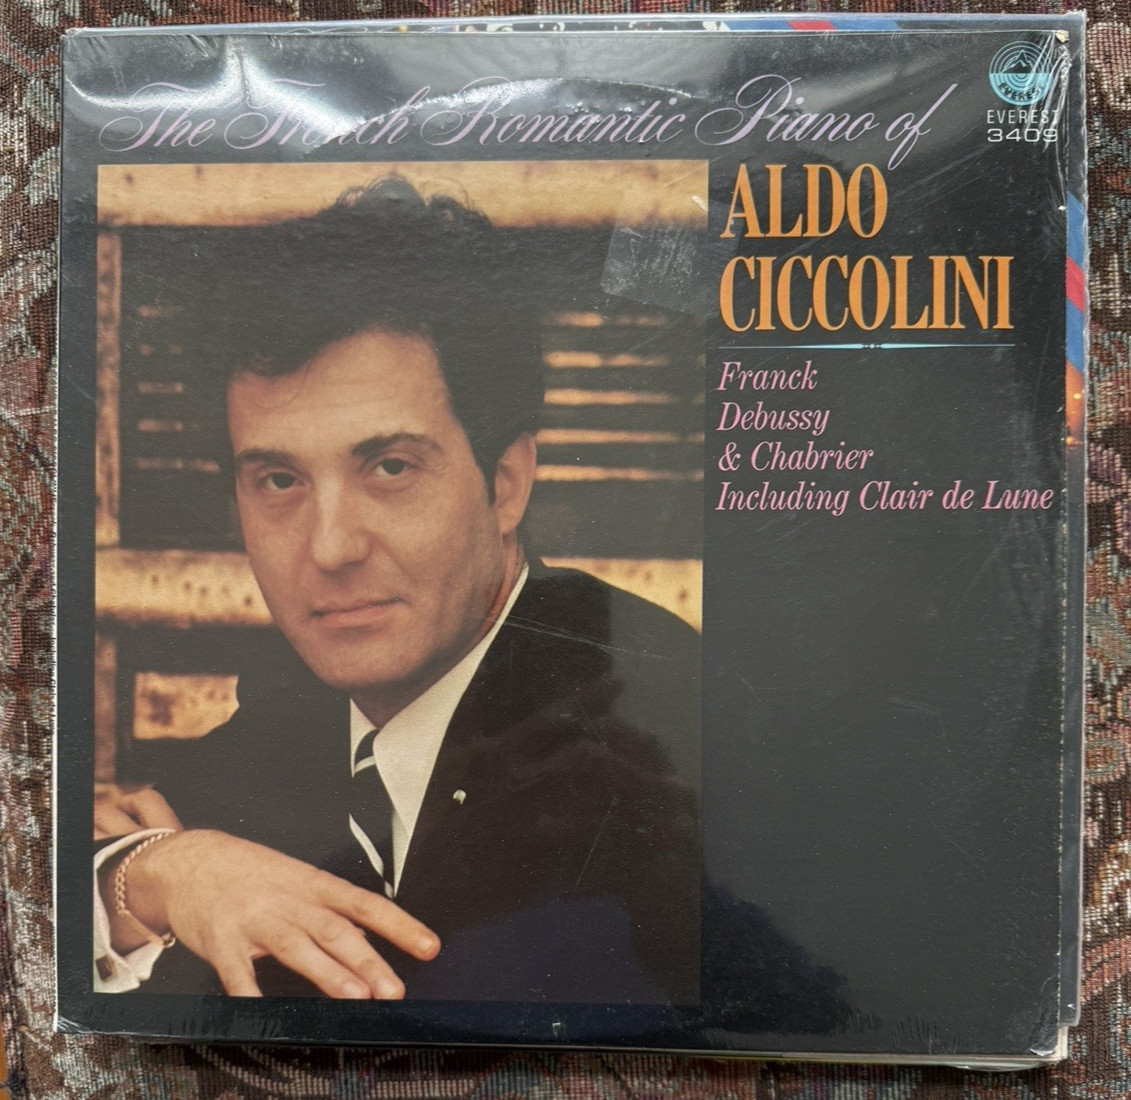 EVEREST
EVEREST
3409
The French Romantic Piano of
ALDO
CICCOLINI
Franck
Debussy
& Chabrier
Including Clair de Lune